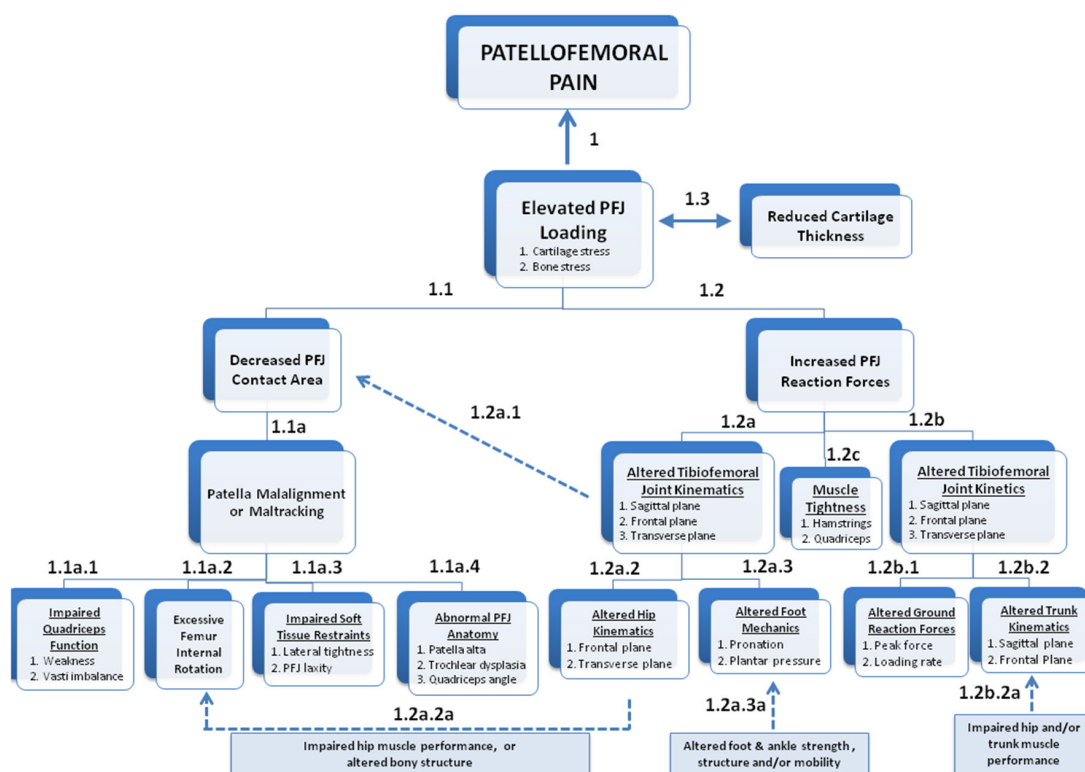 PATELLOFEMORAL
PAIN
1
Elevated PFJ
Loading
1. Cartilage stress
2. Bone stress
1.3
Reduced Cartilage
Thickness
1.1
1.2
Decreased PFJ
Contact Area
Increased PFJ
Reaction Forces
1.2a.1
1.1a
1.2a
1.2b
1.2c
Patella Malalignment
or Maltracking
Altered Tibiofemoral
Joint Kinematics
1. Sagittal plane
2. Frontal plane
3. Transverse plane
Muscle
Tightness
1. Hamstrings
2. Quadriceps
Altered Tibiofemoral
Joint Kinetics
1. Sagittal plane
2. Frontal plane
3. Transverse plane
1.1a.1
1.1a.2
1.1a.3
1.1a.4
1.2a.2
1.2a.3
1.2b.1
1.2b.2
Impaired
Quadriceps
Function
1. Weakness
2. Vasti imbalance
Excessive
Femur
Internal
Rotation
Impaired Soft
Tissue Restraints
1. Lateral tightness
2. PFJ laxity
Abnormal PFJ
Anatomy
1. Patella alta
2. Trochlear dysplasia
3. Quadriceps angle
Altered Hip
Kinematics
1. Frontal plane
2. Transverse plane
Altered Foot
Mechanics
1. Pronation
2. Plantar pressure
Altered Ground
Reaction Forces
1. Peak force
2. Loading rate
Altered Trunk
Kinematics
1. Sagittal plane
2. Frontal Plane
1.2a.2a
1.2a.3a
1.2b.2a
Impaired hip muscle performance, or
altered bony structure
Altered foot & ankle strength,
structure and/or mobility
Impaired hip and/or
trunk muscle
performance